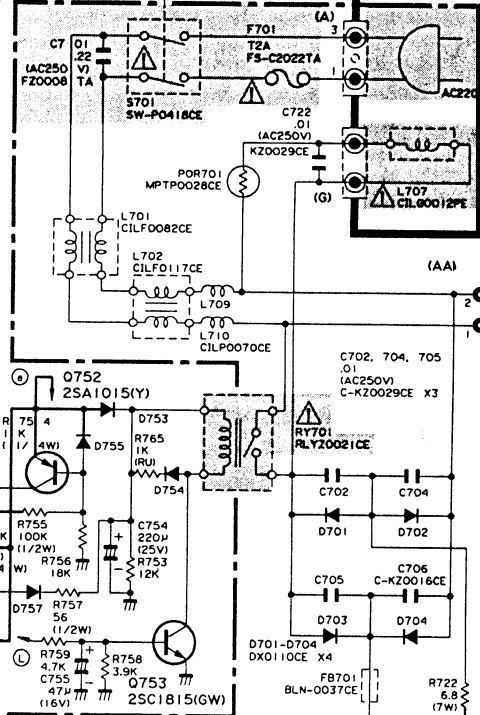 (A)
C7 .01
.22
(AC250 V)
FZ0008 TA
S701
SW-P0418CE
F701
T2A
FS-C2022TA
3
1
AC220
C722
.01
(AC250V)
KZ0029CE
POR701
MPTP0028CE
(G)
L707
CILG0012PE
L701
CILF0082CE
L702
CILF0117CE
L709
L710
CILP0070CE
(AA)
2
1
C702, 704, 705
.01
(AC250V)
C-KZ0029CE X3
Q752
2SA1015(Y)
D753
R765
1K
(RU)
D754
D755
4
RY701
RLYZ0021CE
C702
C704
D701
D702
C705
C706
C-KZ0016CE
D703
D704
D701-D704
DX0110CE X4
FB701
BLN-0037CE
R722
6.8
(7W)
R755
100K
(1/2W)
R756
18K
C754
220μ
(25V)
R753
12K
D757
R757
56
(1/2W)
L
R759
4.7K
C755
47μ
(16V)
R758
3.9K
Q753
2SC1815(GW)